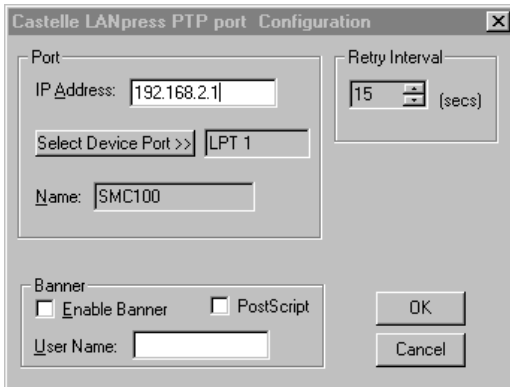 Castelle LANpress PTP port Configuration
Port
IP Address: 192.168.2.1
Select Device Port >> LPT 1
Name: SMC100
Retry Interval
15 (secs)
Banner
Enable Banner PostScript
User Name:
OK
Cancel